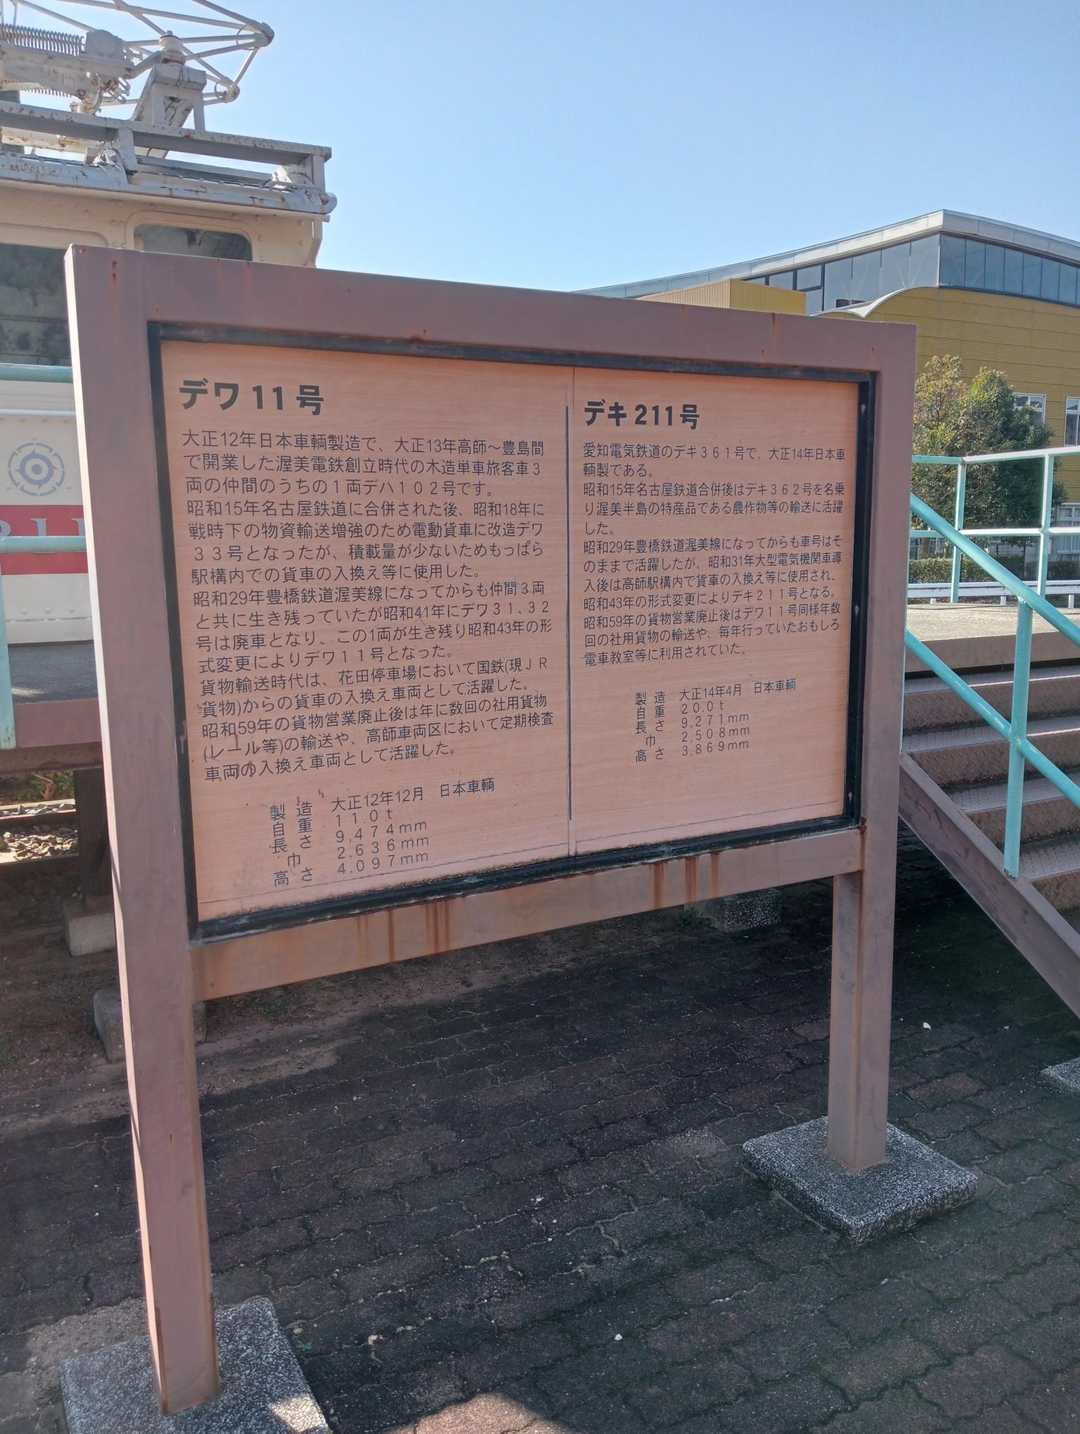 デワ11号
大正12年日本車輌製造で、大正13年高師～豊島間
で開業した渥美電鉄創立時代の木造単車旅客車３
両の仲間のうちの１両デハ１０２号です。
昭和15年名古屋鉄道に合併された後、昭和18年に
戦時下の物資輸送増強のため電動貨車に改造デワ
３３号となったが、積載量が少ないためもっぱら
駅構内での貨車の入換え等に使用した。
昭和29年豊橋鉄道渥美線になってからも仲間３両
と共に生き残っていたが昭和41年にデワ３１、３２
号は廃車となり、この１両が生き残り昭和43年の形
式変更によりデワ１１号となった。
貨物輸送時代は、花田停車場において国鉄(現ＪＲ
貨物)からの貨車の入換え車両として活躍した。
昭和59年の貨物営業廃止後は年に数回の社用貨物
(レール等)の輸送や、高師車両区において定期検査
車両の入換え車両として活躍した。
製造 大正12年12月 日本車輌
自重 １１．０ｔ
長さ ９，４７４ｍｍ
巾 ２，６３６ｍｍ
高さ ４，０９７ｍｍ
デキ211号
愛知電気鉄道のデキ３６１号で、大正14年日本車
輌製である。
昭和15年名古屋鉄道合併後はデキ３６２号を名乗
り渥美半島の特産品である農作物等の輸送に活躍
した。
昭和29年豊橋鉄道渥美線になってからも車号はそ
のままで活躍したが、昭和31年大型電気機関車導
入後は高師駅構内で貨車の入換え等に使用され、
昭和43年の形式変更によりデキ２１１号となる。
昭和59年の貨物営業廃止後はデワ１１号同様年数
回の社用貨物の輸送や、毎年行っていたおもしろ
電車教室等に利用されていた。
製造 大正14年4月 日本車輌
自重 ２０．０ｔ
長さ ９，２７１ｍｍ
巾 ２，５０８ｍｍ
高さ ３，８６９ｍｍ